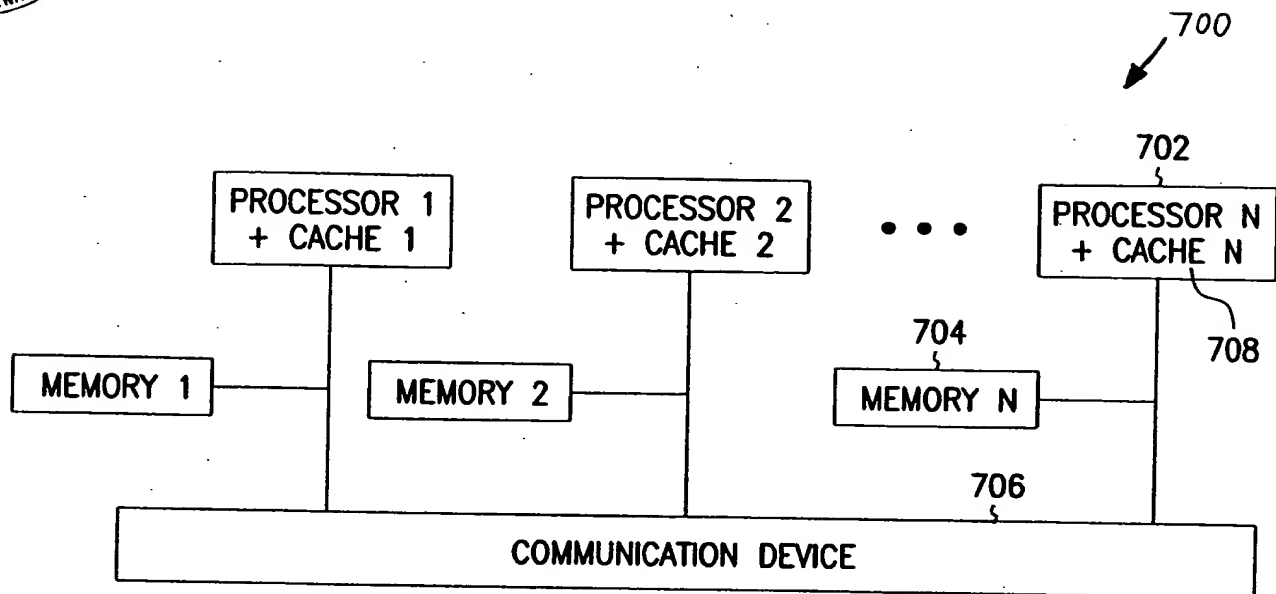 700
702
PROCESSOR 1
+ CACHE 1
PROCESSOR 2
+ CACHE 2
PROCESSOR N
+ CACHE N
704
708
MEMORY 1
MEMORY 2
MEMORY N
706
COMMUNICATION DEVICE